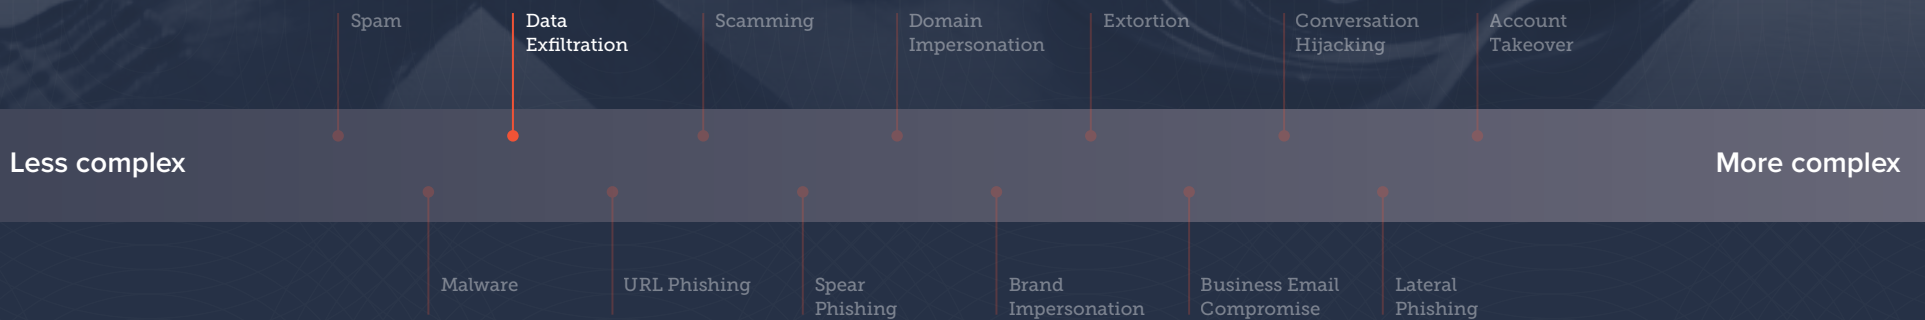 Spam
Data
Exfiltration
Scamming
Domain
Impersonation
Extortion
Conversation
Hijacking
Account
Takeover
Less complex
More complex
Malware
URL Phishing
Spear
Phishing
Brand
Impersonation
Business Email
Compromise
Lateral
Phishing